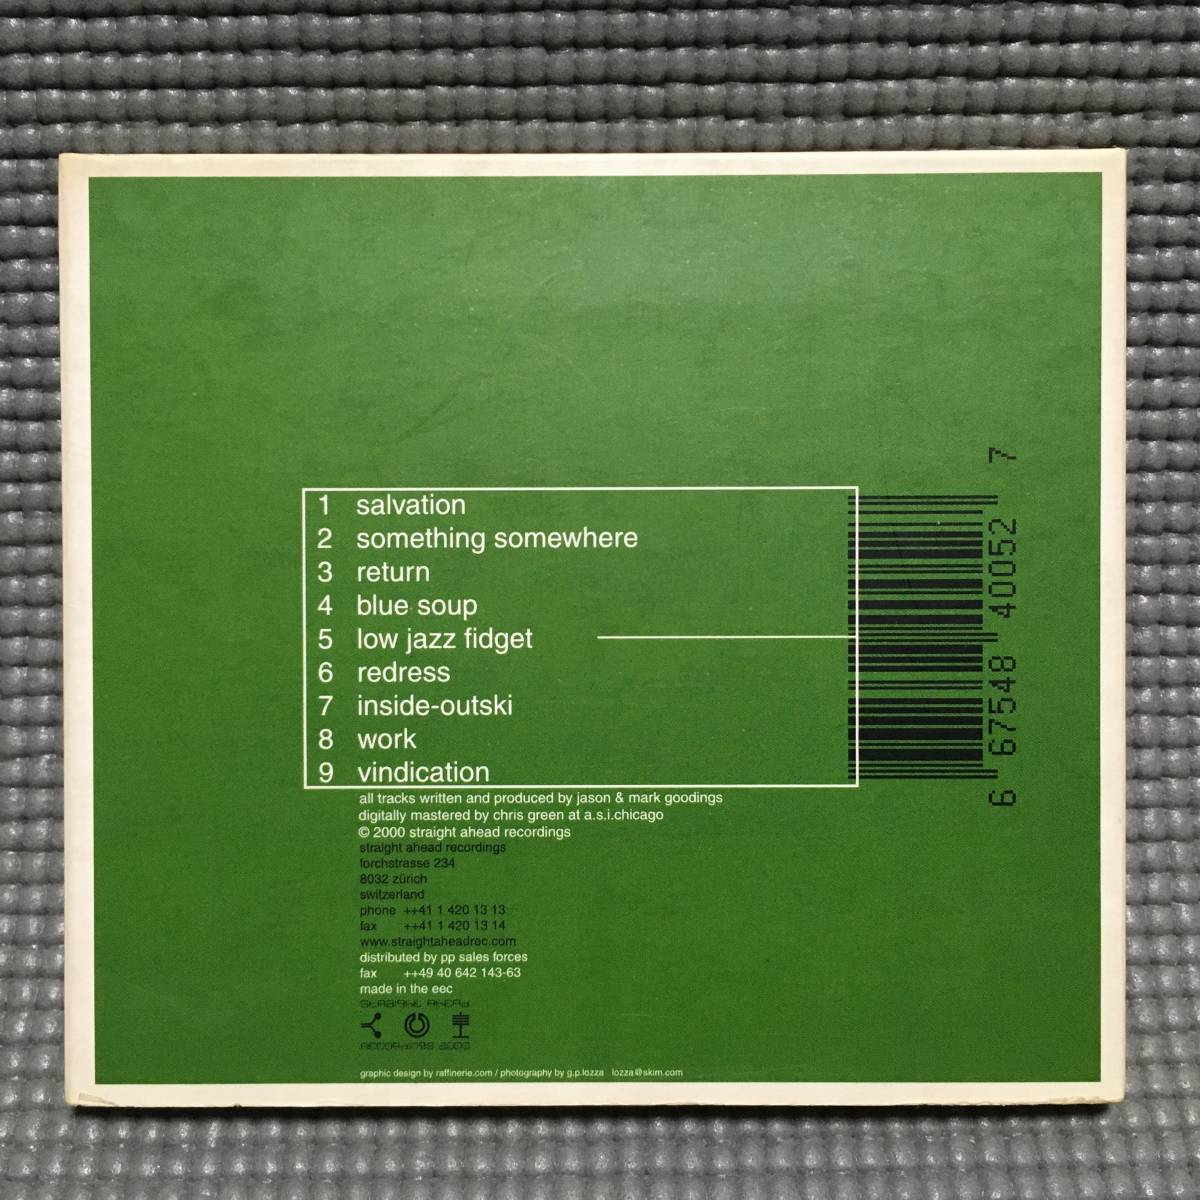 1 salvation
2 something somewhere
3 return
4 blue soup
5 low jazz fidget
6 redress
7 inside-outski
8 work
9 vindication
all tracks written and produced by jason & mark goodings
digitally mastered by chris green at a.s.i.chicago
© 2000 straight ahead recordings
straight ahead recordings
forchstrasse 234
8032 zürich
switzerland
phone ++41 1 420 13 13
fax ++41 1 420 13 14
www.straightaheadrec.com
distributed by pp sales forces
fax ++49 40 642 143-63
made in the eec
straight ahead
recordings 2000
graphic design by raffinerie.com / photography by g.p.lozza lozza@skim.com
6 67548 40052 7